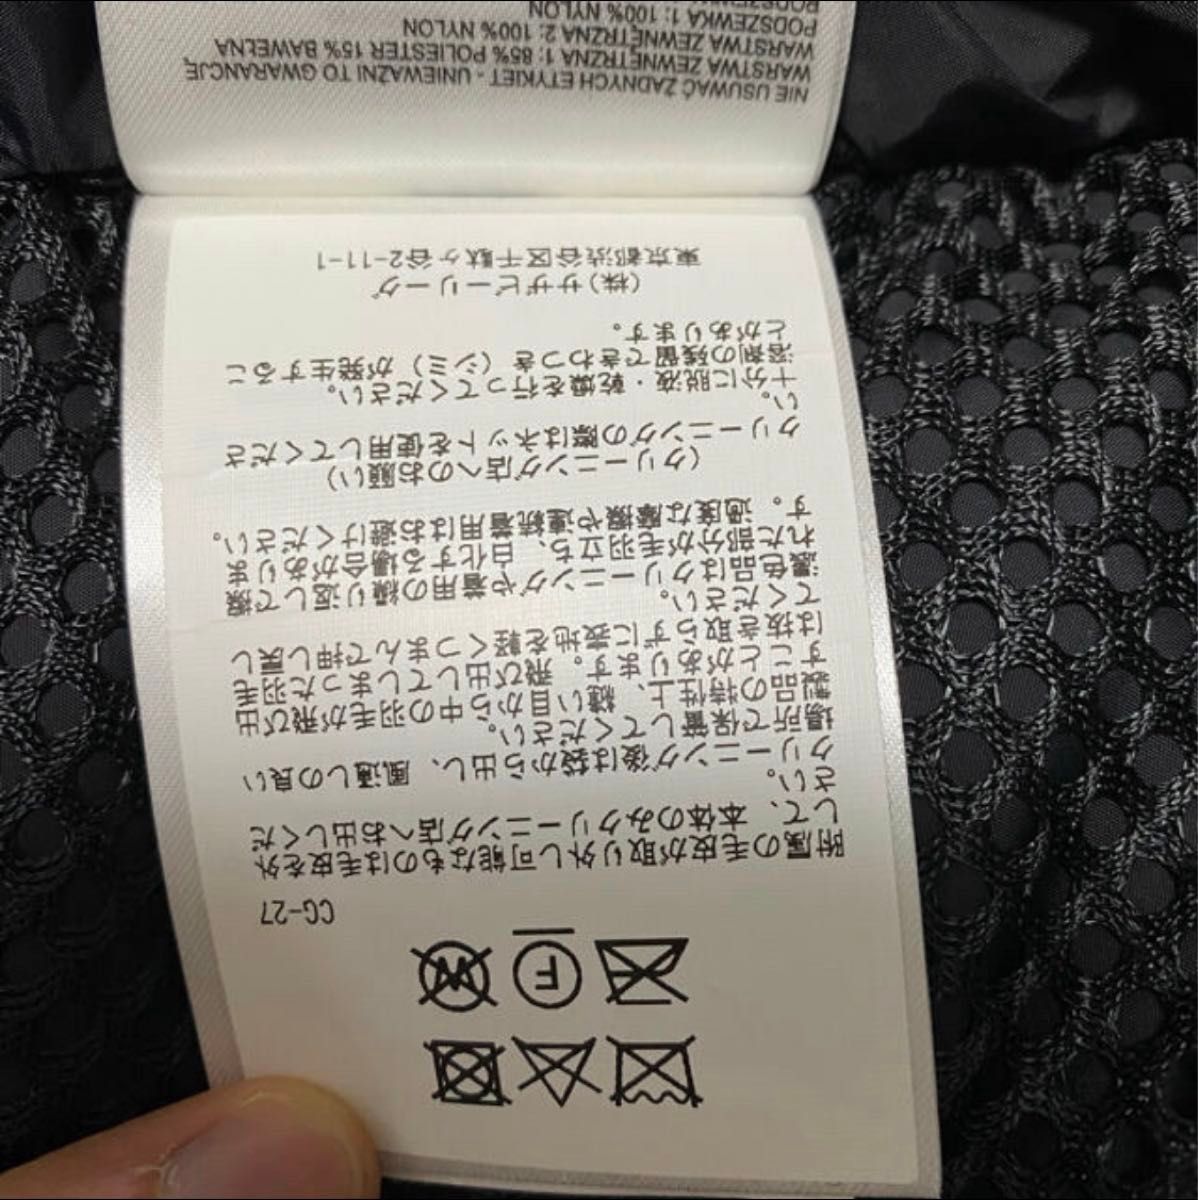 F
W
CG-27
附属の毛皮が取り外し可能なものは毛皮を外
して、本体のみクリーニング店へお出しくだ
さい。
クリーニング後は袋から出し、風通しの良い
場所で保管してください。
製品の特性上、縫い目から中の羽毛が飛び出
すことがあります。飛び出してしまった羽毛
は抜き取らずに表地を軽くつまんで押し戻し
てください。
濃色品はクリーニングや着用の繰り返しで擦
れた部分が毛羽立ち、白化する場合がありま
す。過度な摩擦や連続着用はお避けください。
(クリーニング店へのお願い)
クリーニングの際はネットを使用してくださ
い。
十分に脱液・乾燥を行ってください。
溶剤の残留できわつき(シミ)が発生するこ
とがあります。
(株)サザビーリーグ
東京都渋谷区千駄ヶ谷2-11-1
NIE USUWAĆ ŻADNYCH ETYKIET - UNIEWAŻNI TO GWARANCJĘ
WARSTWA ZEWNĘTRZNA 1: 85% POLIESTER 15% BAWEŁNA
WARSTWA ZEWNĘTRZNA 2: 100% NYLON
PODSZEWKA 1: 100% NYLON